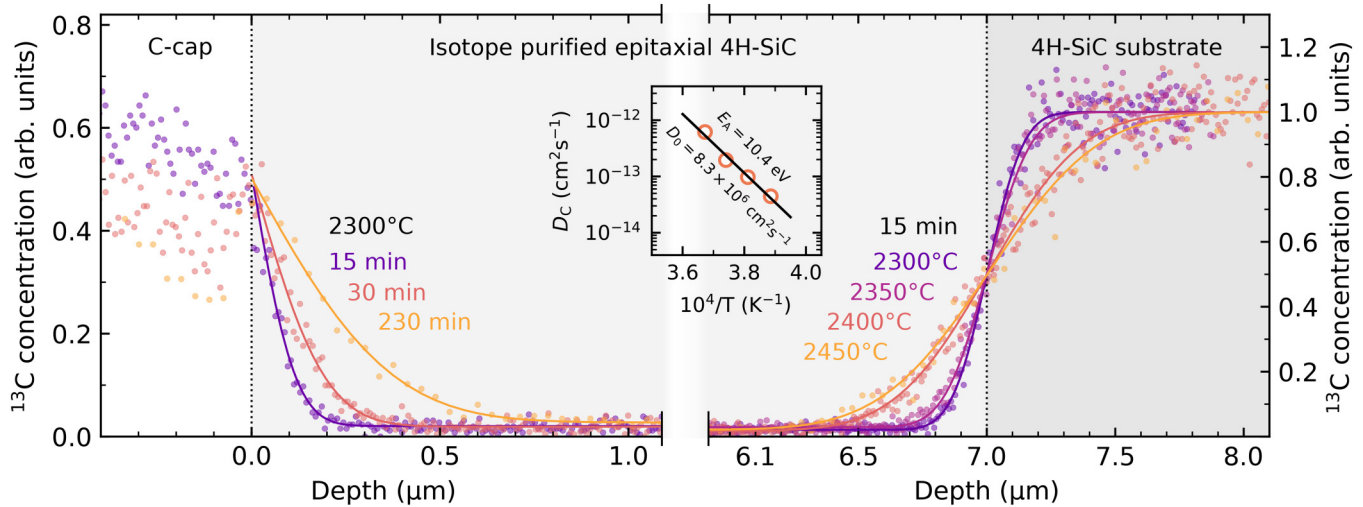 C-cap
Isotope purified epitaxial 4H-SiC
4H-SiC substrate
¹³C concentration (arb. units)
0.8
0.6
0.4
0.2
0.0
2300°C
15 min
30 min
230 min
0.0
0.5
1.0
Depth (μm)
D_C (cm²s⁻¹)
10⁻¹²
10⁻¹³
10⁻¹⁴
E_A = 10.4 eV
D₀ = 8.3 × 10⁶ cm²s⁻¹
3.6
3.8
4.0
10⁴/T (K⁻¹)
15 min
2300°C
2350°C
2400°C
2450°C
6.1
6.5
7.0
7.5
8.0
Depth (μm)
1.2
1.0
0.8
0.6
0.4
0.2
¹³C concentration (arb. units)